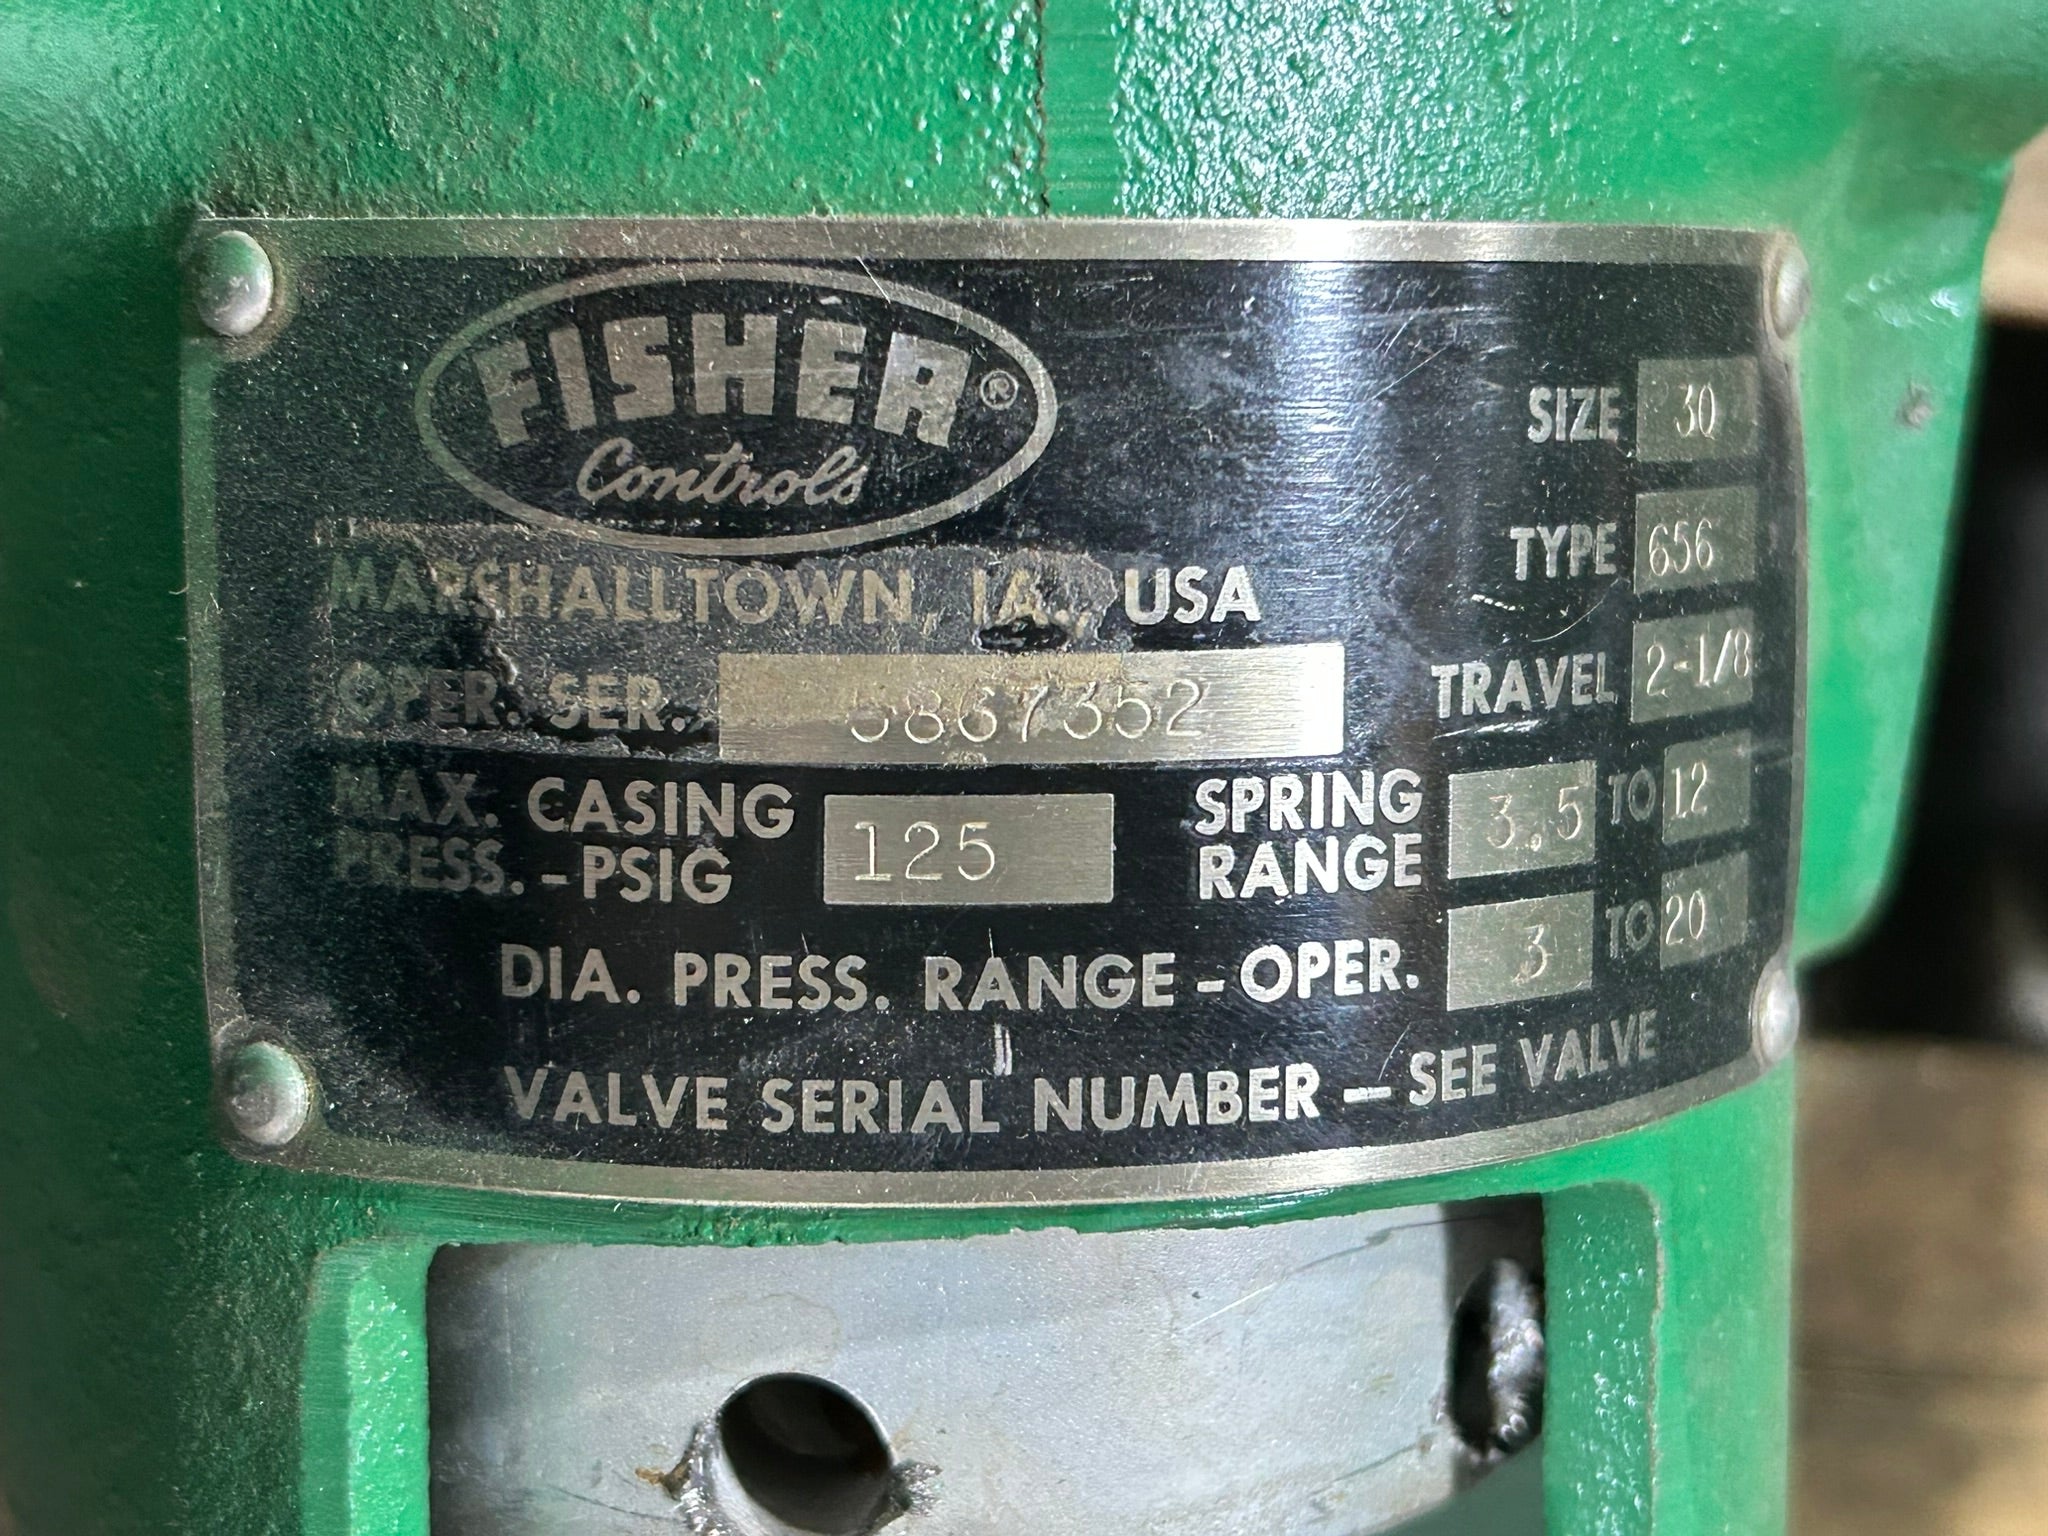 FISHER®
Controls
MARSHALLTOWN, IA., USA
SIZE 30
TYPE 656
TRAVEL 2-1/8
OPER. SER. 5867352
MAX. CASING PRESS. -PSIG 125
SPRING RANGE 3.5 TO 12
DIA. PRESS. RANGE - OPER. 3 TO 20
VALVE SERIAL NUMBER — SEE VALVE